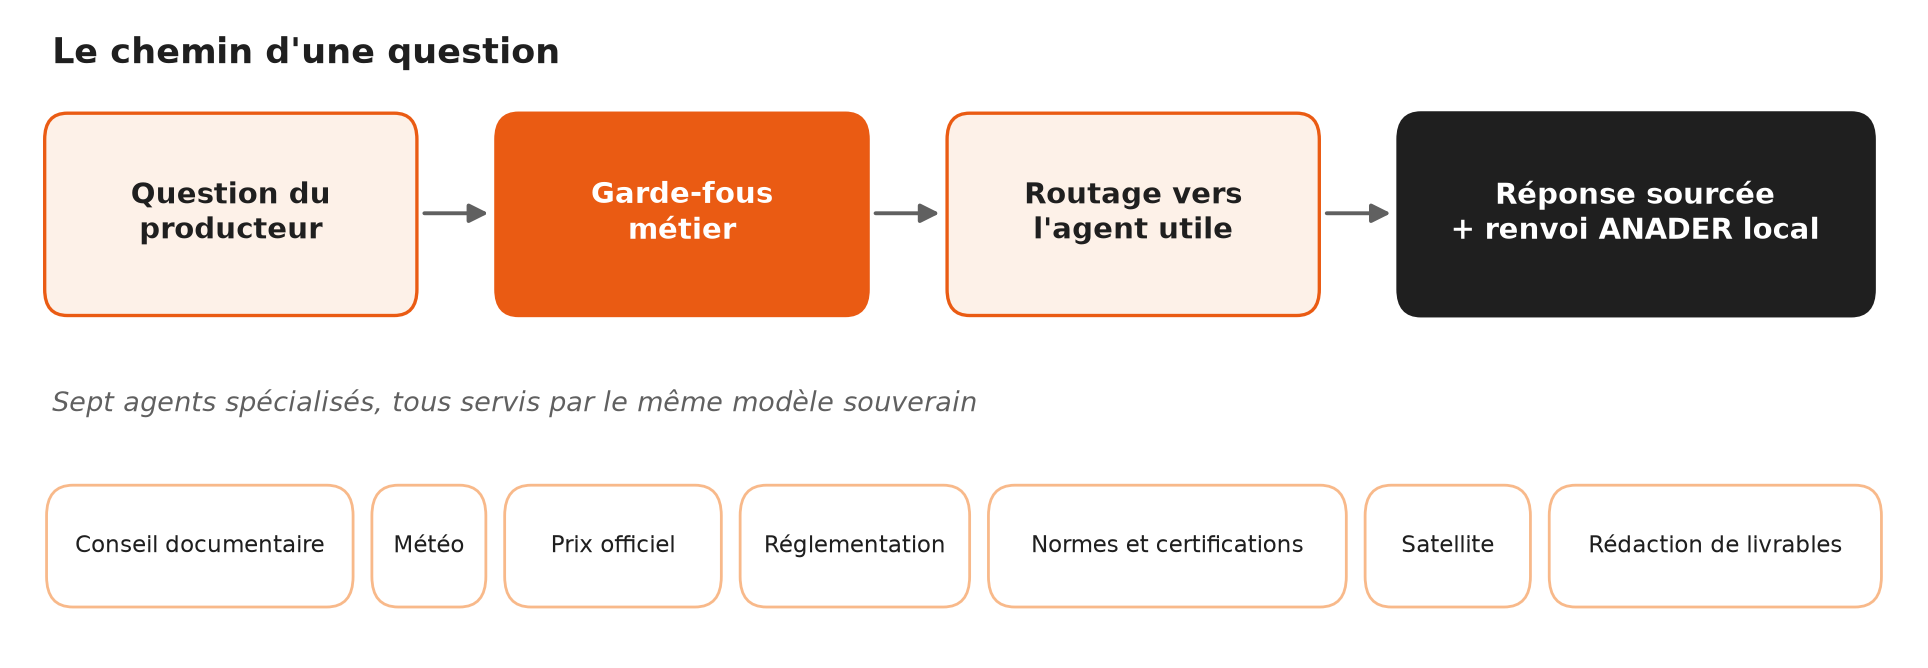 Le chemin d'une question
Question du
producteur
Garde-fous
métier
Routage vers
l'agent utile
Réponse sourcée
+ renvoi ANADER local
Sept agents spécialisés, tous servis par le même modèle souverain
Conseil documentaire
Météo
Prix officiel
Réglementation
Normes et certifications
Satellite
Rédaction de livrables